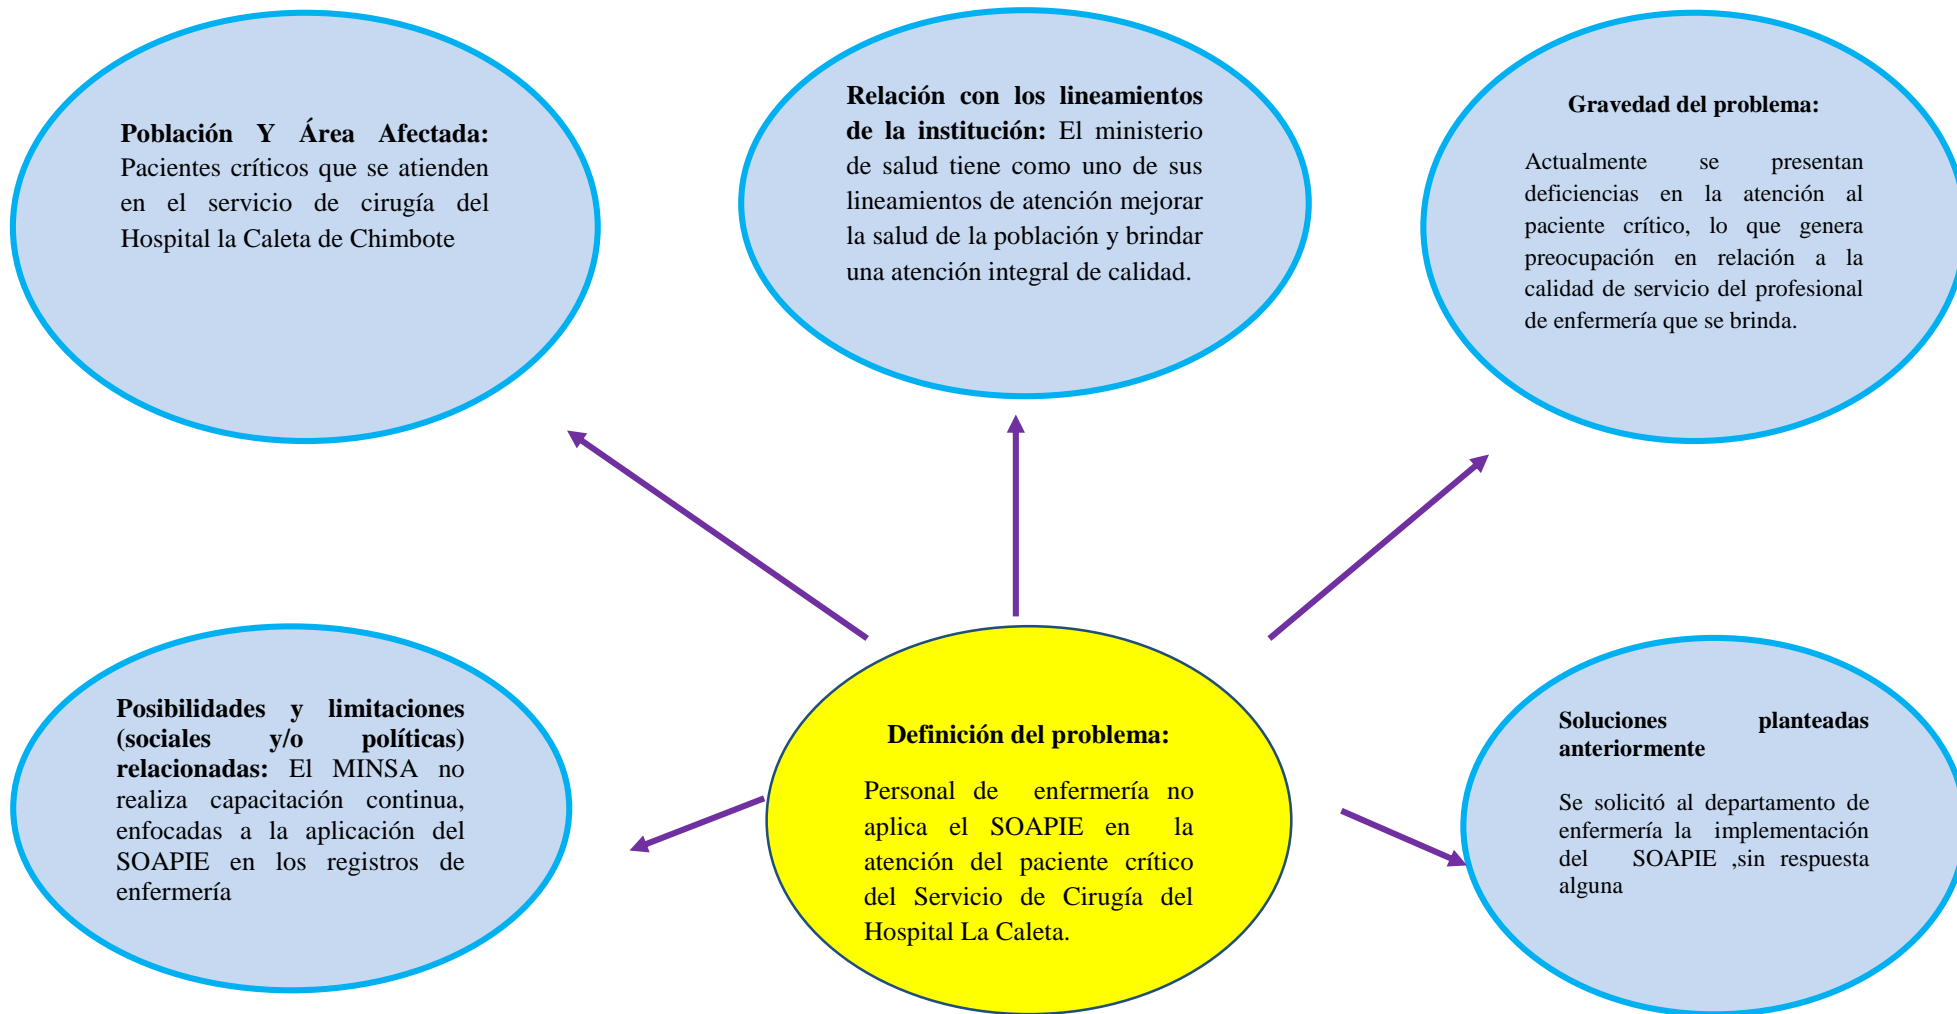 Población Y Área Afectada:
Pacientes críticos que se atienden
en el servicio de cirugía del
Hospital la Caleta de Chimbote
Relación con los lineamientos
de la institución: El ministerio
de salud tiene como uno de sus
lineamientos de atención mejorar
la salud de la población y brindar
una atención integral de calidad.
Gravedad del problema:
Actualmente se presentan
deficiencias en la atención al
paciente crítico, lo que genera
preocupación en relación a la
calidad de servicio del profesional
de enfermería que se brinda.
Posibilidades y limitaciones
(sociales y/o políticas)
relacionadas: El MINSA no
realiza capacitación continua,
enfocadas a la aplicación del
SOAPIE en los registros de
enfermería
Definición del problema:
Personal de enfermería no
aplica el SOAPIE en la
atención del paciente crítico
del Servicio de Cirugía del
Hospital La Caleta.
Soluciones planteadas
anteriormente
Se solicitó al departamento de
enfermería la implementación
del SOAPIE ,sin respuesta
alguna